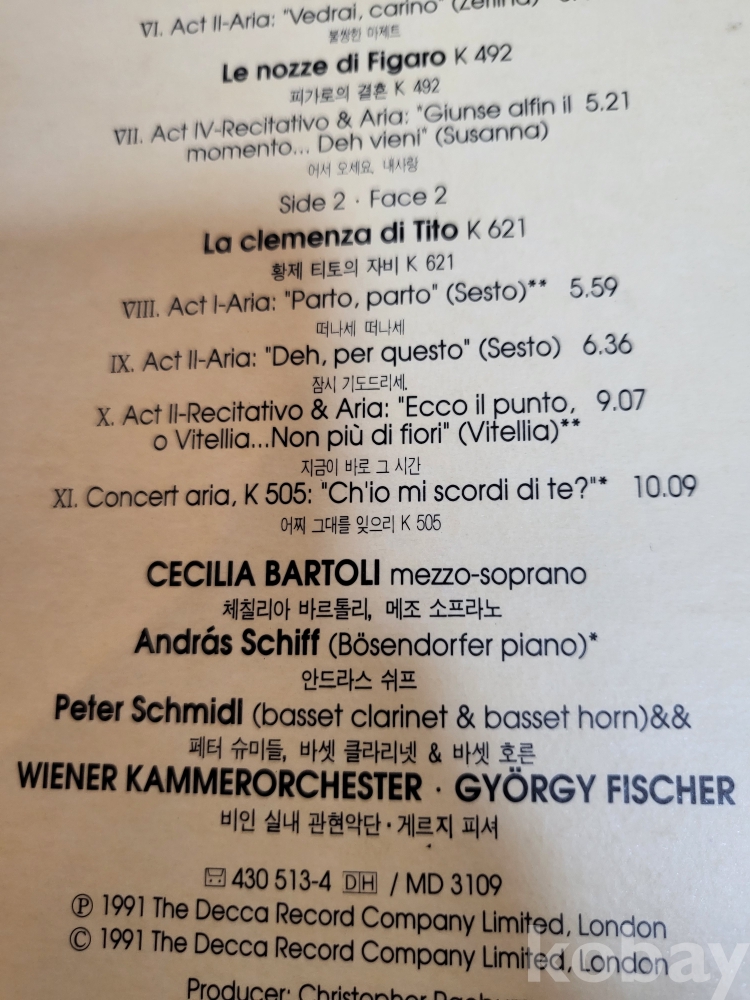 VI. Act II-Aria: "Vedrai, carino" (Zerlina)
불쌍한 마제트
Le nozze di Figaro K 492
피가로의 결혼 K 492
VII. Act IV-Recitativo & Aria: "Giunse alfin il 5.21
momento... Deh vieni" (Susanna)
어서 오세요, 내사랑
Side 2 · Face 2
La clemenza di Tito K 621
황제 티토의 자비 K 621
VIII. Act I-Aria: "Parto, parto" (Sesto)** 5.59
떠나세 떠나세
IX. Act II-Aria: "Deh, per questo" (Sesto) 6.36
잠시 기도드리세.
X. Act II-Recitativo & Aria: "Ecco il punto, 9.07
o Vitellia...Non più di fiori" (Vitellia)**
지금이 바로 그 시간
XI. Concert aria, K 505: "Ch'io mi scordi di te?"* 10.09
어찌 그대를 잊으리 K 505
CECILIA BARTOLI mezzo-soprano
체칠리아 바르톨리, 메조 소프라노
András Schiff (Bösendorfer piano)*
안드라스 쉬프
Peter Schmidl (basset clarinet & basset horn)&&
페터 슈미들, 바셋 클라리넷 & 바셋 호른
WIENER KAMMERORCHESTER · GYÖRGY FISCHER
비인 실내 관현악단·게르지 피셔
430 513-4 DH / MD 3109
Ⓟ 1991 The Decca Record Company Limited, London
© 1991 The Decca Record Company Limited, London
Producer: Christopher
kobay